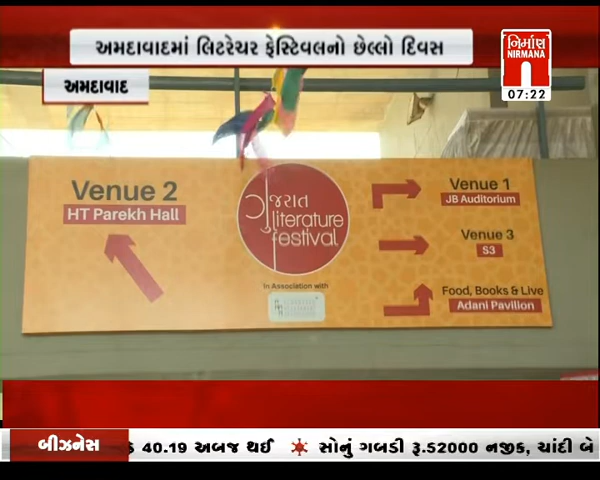 અમદાવાદમાં લિટરેચર ફેસ્ટિવલનો છેલ્લો દિવસ
નિર્માણ
NIRMANA
07:22
અમદાવાદ
Venue 2
HT Parekh Hall
ગુજરાત
literature
festival
In Association with
Venue 1
JB Auditorium
Venue 3
S3
Food, Books & Live
Adani Pavilion
બીઝનેસ
40.19 અબજ થઈ
સોનું ગબડી રૂ.52000 નજીક, ચાંદી બે